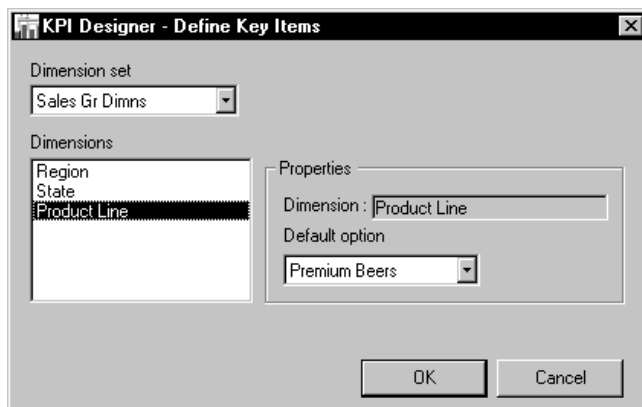 KPI Designer - Define Key Items
Dimension set
Sales Gr Dimns
Dimensions
Region
State
Product Line
Properties
Dimension : Product Line
Default option
Premium Beers
OK
Cancel